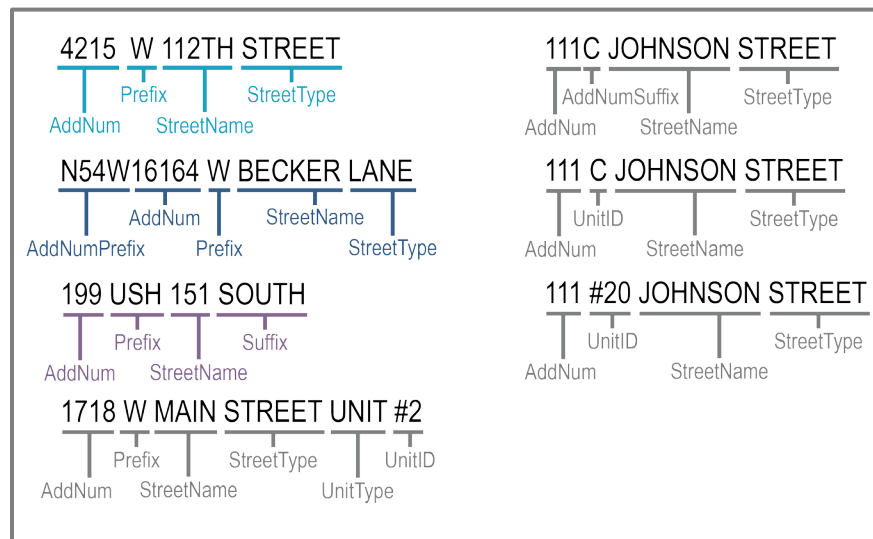 4215 W 112TH STREET
Prefix StreetType
AddNum StreetName
N54W16164 W BECKER LANE
AddNum StreetName
AddNumPrefix Prefix StreetType
199 USH 151 SOUTH
Prefix Suffix
AddNum StreetName
1718 W MAIN STREET UNIT #2
Prefix StreetType UnitID
AddNum StreetName UnitType
111C JOHNSON STREET
AddNumSuffix StreetType
AddNum StreetName
111 C JOHNSON STREET
UnitID StreetType
AddNum StreetName
111 #20 JOHNSON STREET
UnitID StreetType
AddNum StreetName